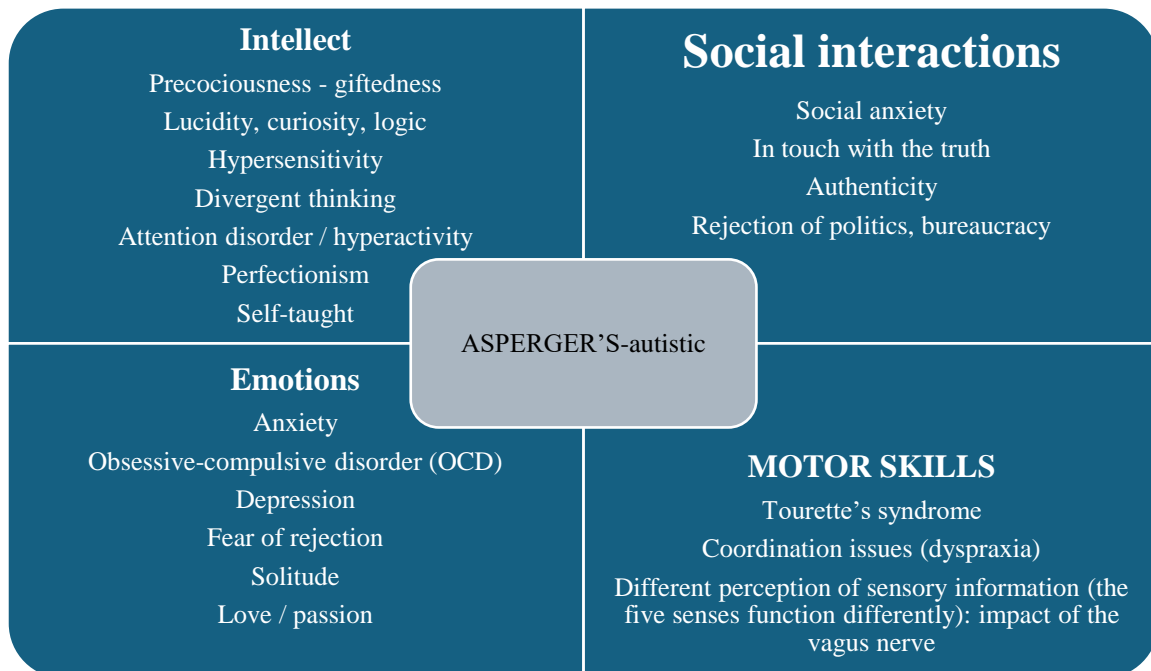 Intellect
Precociousness - giftedness
Lucidity, curiosity, logic
Hypersensitivity
Divergent thinking
Attention disorder / hyperactivity
Perfectionism
Self-taught
Social interactions
Social anxiety
In touch with the truth
Authenticity
Rejection of politics, bureaucracy
ASPERGER’S-autistic
Emotions
Anxiety
Obsessive-compulsive disorder (OCD)
Depression
Fear of rejection
Solitude
Love / passion
MOTOR SKILLS
Tourette’s syndrome
Coordination issues (dyspraxia)
Different perception of sensory information (the
five senses function differently): impact of the
vagus nerve